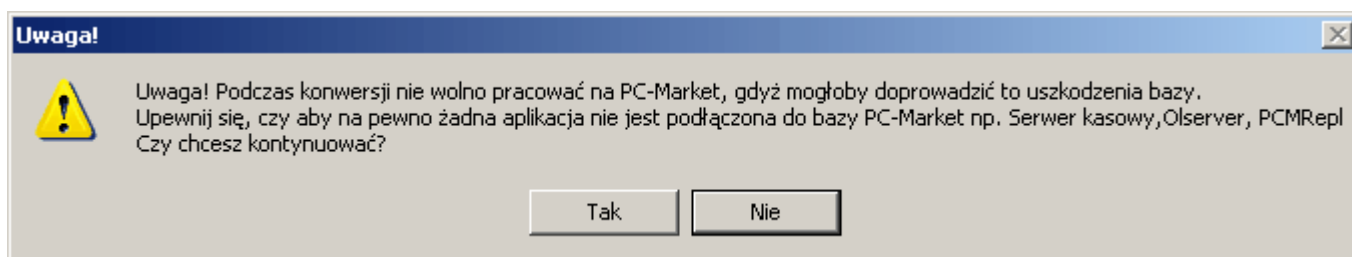 Uwaga!
Uwaga! Podczas konwersji nie wolno pracować na PC-Market, gdyż mogłoby doprowadzić to uszkodzenia bazy.
Upewnij się, czy aby na pewno żadna aplikacja nie jest podłączona do bazy PC-Market np. Serwer kasowy,Olserver, PCMRepl
Czy chcesz kontynuować?
Tak Nie